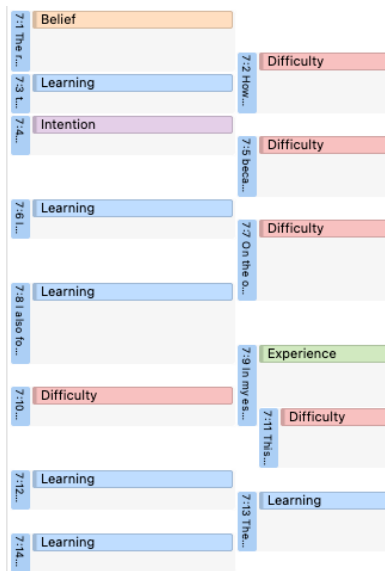 7:1 The r...
Belief
7:2 How...
Difficulty
7:3 t...
Learning
7:4...
Intention
7:5 beca...
Difficulty
7:6 I...
Learning
7:7 On the o...
Difficulty
7:8 I also fo...
Learning
7:9 In my es...
Experience
7:10...
Difficulty
7:11 This...
Difficulty
7:12...
Learning
7:13 The...
Learning
7:14...
Learning